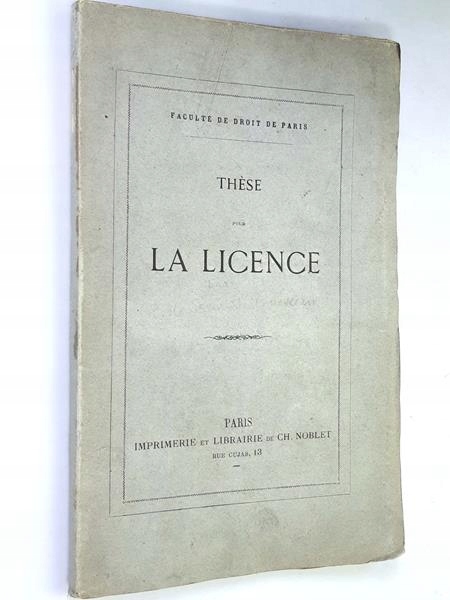 FACULTÉ DE DROIT DE PARIS
THÈSE
POUR
LA LICENCE
PARIS
IMPRIMERIE ET LIBRAIRIE DE CH. NOBLET
RUE CUJAS, 13